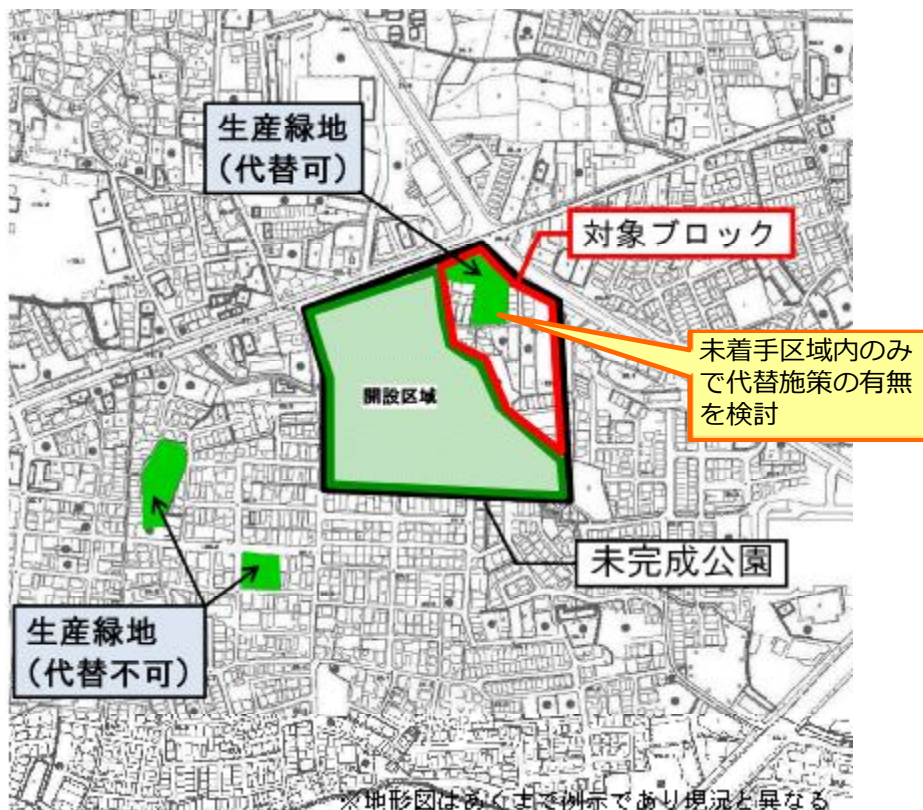 生産緑地
(代替可)
対象ブロック
未着手区域内のみ
で代替施策の有無
を検討
開設区域
未完成公園
生産緑地
(代替不可)
※地形図はあくまで例示であり現況と異なる